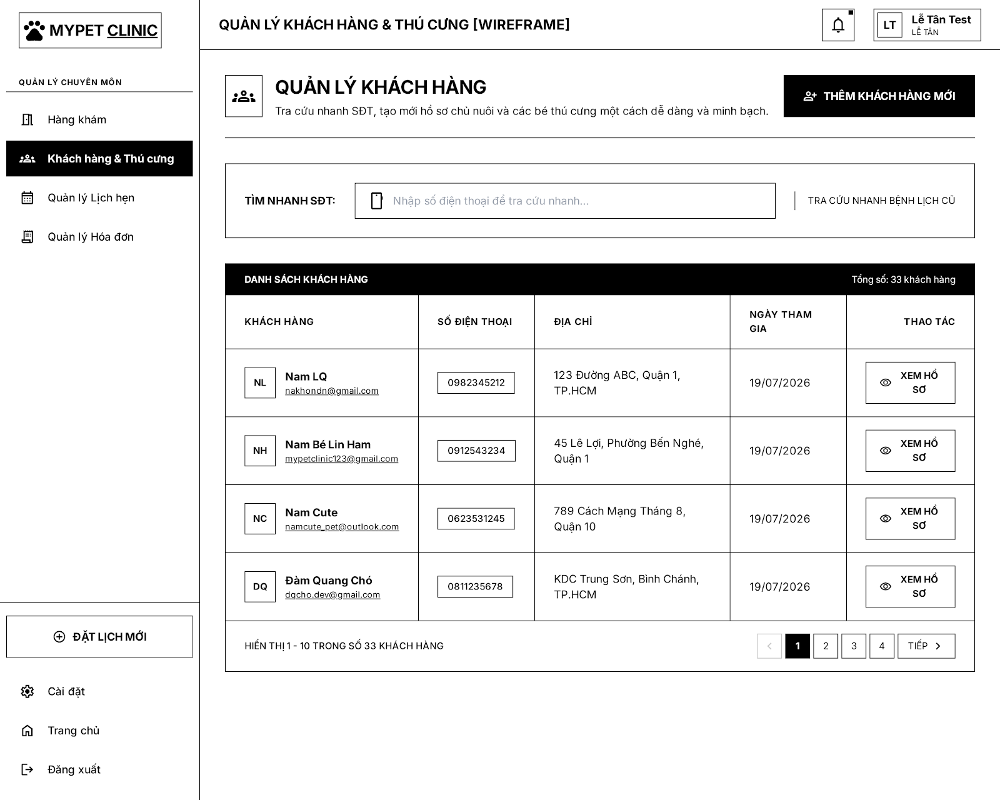 MYPET CLINIC
QUẢN LÝ CHUYÊN MÔN
Hàng khám
Khách hàng & Thú cưng
Quản lý Lịch hẹn
Quản lý Hóa đơn
ĐẶT LỊCH MỚI
Cài đặt
Trang chủ
Đăng xuất
QUẢN LÝ KHÁCH HÀNG & THÚ CƯNG [WIREFRAME]
LT
Lễ Tân Test
LỄ TÂN
QUẢN LÝ KHÁCH HÀNG
Tra cứu nhanh SĐT, tạo mới hồ sơ chủ nuôi và các bé thú cưng một cách dễ dàng và minh bạch.
THÊM KHÁCH HÀNG MỚI
TÌM NHANH SĐT:
Nhập số điện thoại để tra cứu nhanh...
TRA CỨU NHANH BỆNH LỊCH CŨ
DANH SÁCH KHÁCH HÀNG
Tổng số: 33 khách hàng
KHÁCH HÀNG
SỐ ĐIỆN THOẠI
ĐỊA CHỈ
NGÀY THAM
GIA
THAO TÁC
NL
Nam LQ
nakhondn@gmail.com
0982345212
123 Đường ABC, Quận 1,
TP.HCM
19/07/2026
XEM HỒ
SƠ
NH
Nam Bé Lin Ham
mypetclinic123@gmail.com
0912543234
45 Lê Lợi, Phường Bến Nghé,
Quận 1
19/07/2026
XEM HỒ
SƠ
NC
Nam Cute
namcute_pet@outlook.com
0623531245
789 Cách Mạng Tháng 8,
Quận 10
19/07/2026
XEM HỒ
SƠ
DQ
Đàm Quang Chó
dqcho.dev@gmail.com
0811235678
KDC Trung Sơn, Bình Chánh,
TP.HCM
19/07/2026
XEM HỒ
SƠ
HIỂN THỊ 1 - 10 TRONG SỐ 33 KHÁCH HÀNG
1
2
3
4
TIẾP